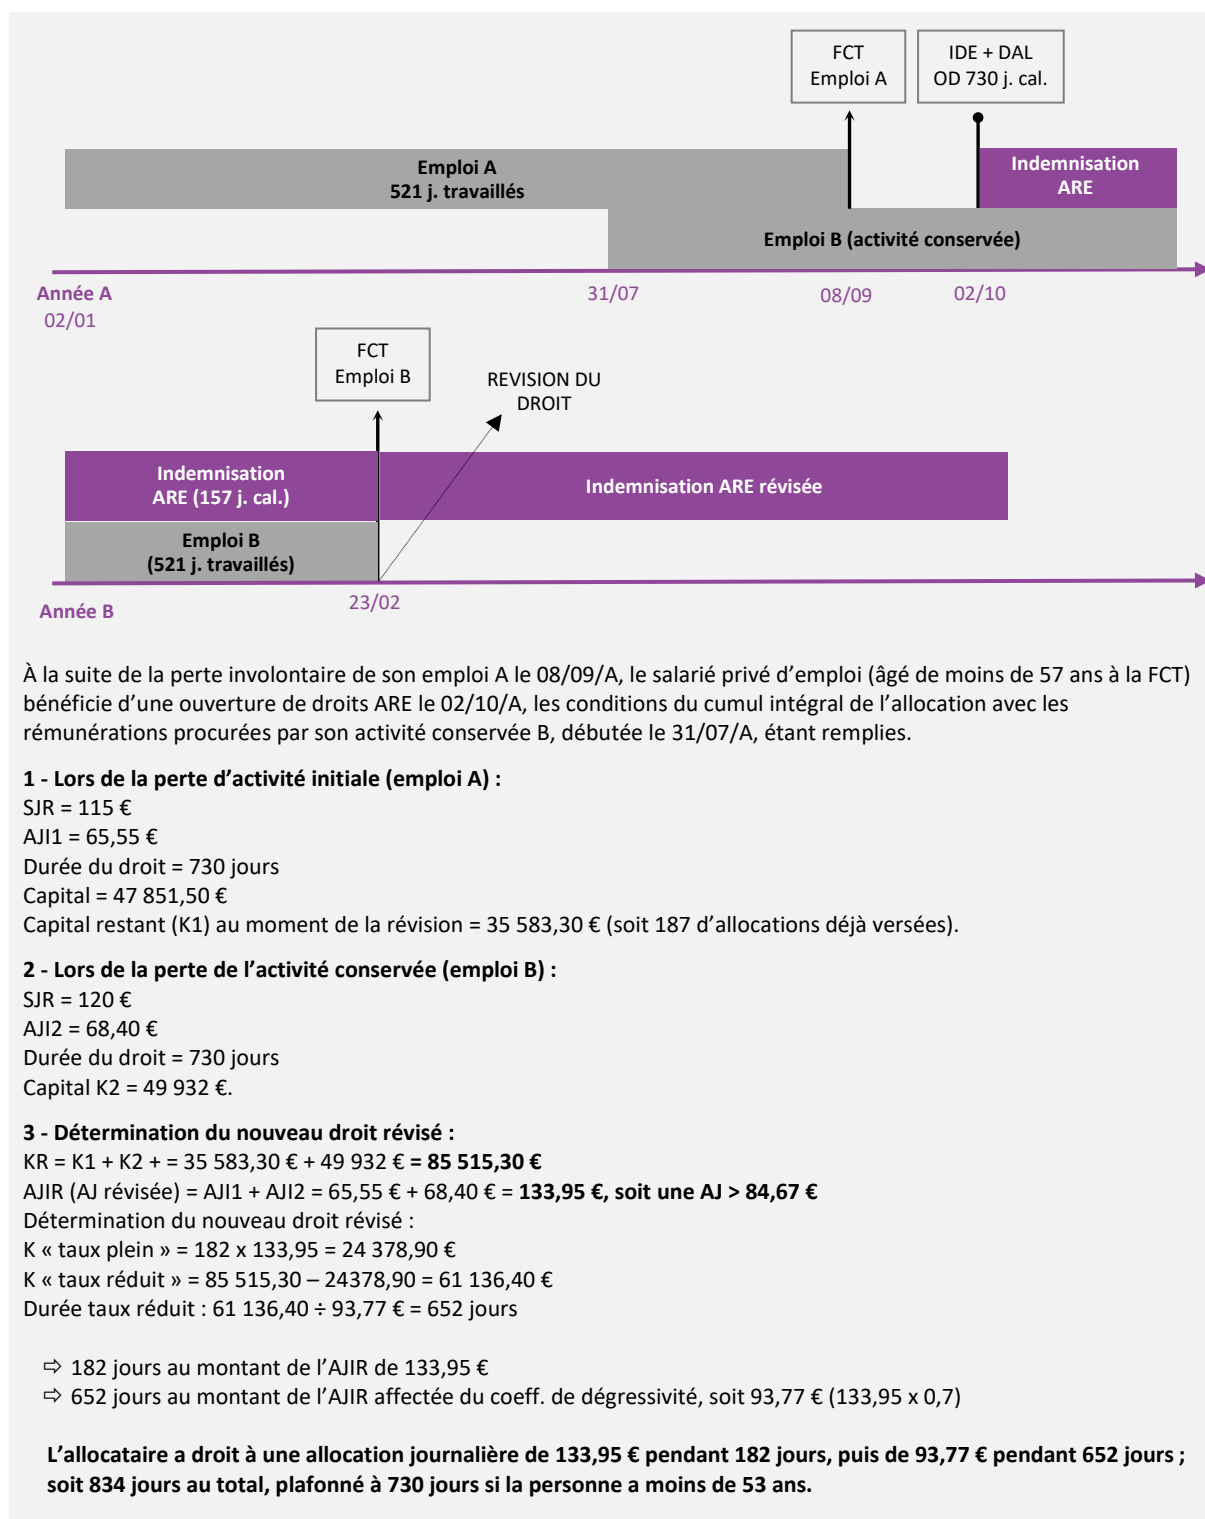 FCT
Emploi A
IDE + DAL
OD 730 j. cal.
Emploi A
521 j. travaillés
Indemnisation
ARE
Emploi B (activité conservée)
Année A
02/01
31/07
08/09
02/10
FCT
Emploi B
REVISION DU
DROIT
Indemnisation
ARE (157 j. cal.)
Indemnisation ARE révisée
Emploi B
(521 j. travaillés)
Année B
23/02
À la suite de la perte involontaire de son emploi A le 08/09/A, le salarié privé d’emploi (âgé de moins de 57 ans à la FCT)
bénéficie d’une ouverture de droits ARE le 02/10/A, les conditions du cumul intégral de l’allocation avec les
rémunérations procurées par son activité conservée B, débutée le 31/07/A, étant remplies.
1 - Lors de la perte d’activité initiale (emploi A) :
SJR = 115 €
AJI1 = 65,55 €
Durée du droit = 730 jours
Capital = 47 851,50 €
Capital restant (K1) au moment de la révision = 35 583,30 € (soit 187 d’allocations déjà versées).
2 - Lors de la perte de l’activité conservée (emploi B) :
SJR = 120 €
AJI2 = 68,40 €
Durée du droit = 730 jours
Capital K2 = 49 932 €.
3 - Détermination du nouveau droit révisé :
KR = K1 + K2 + = 35 583,30 € + 49 932 € = 85 515,30 €
AJIR (AJ révisée) = AJI1 + AJI2 = 65,55 € + 68,40 € = 133,95 €, soit une AJ > 84,67 €
Détermination du nouveau droit révisé :
K « taux plein » = 182 x 133,95 = 24 378,90 €
K « taux réduit » = 85 515,30 – 24378,90 = 61 136,40 €
Durée taux réduit : 61 136,40 ÷ 93,77 € = 652 jours
⇨ 182 jours au montant de l’AJIR de 133,95 €
⇨ 652 jours au montant de l’AJIR affectée du coeff. de dégressivité, soit 93,77 € (133,95 x 0,7)
L’allocataire a droit à une allocation journalière de 133,95 € pendant 182 jours, puis de 93,77 € pendant 652 jours ;
soit 834 jours au total, plafonné à 730 jours si la personne a moins de 53 ans.